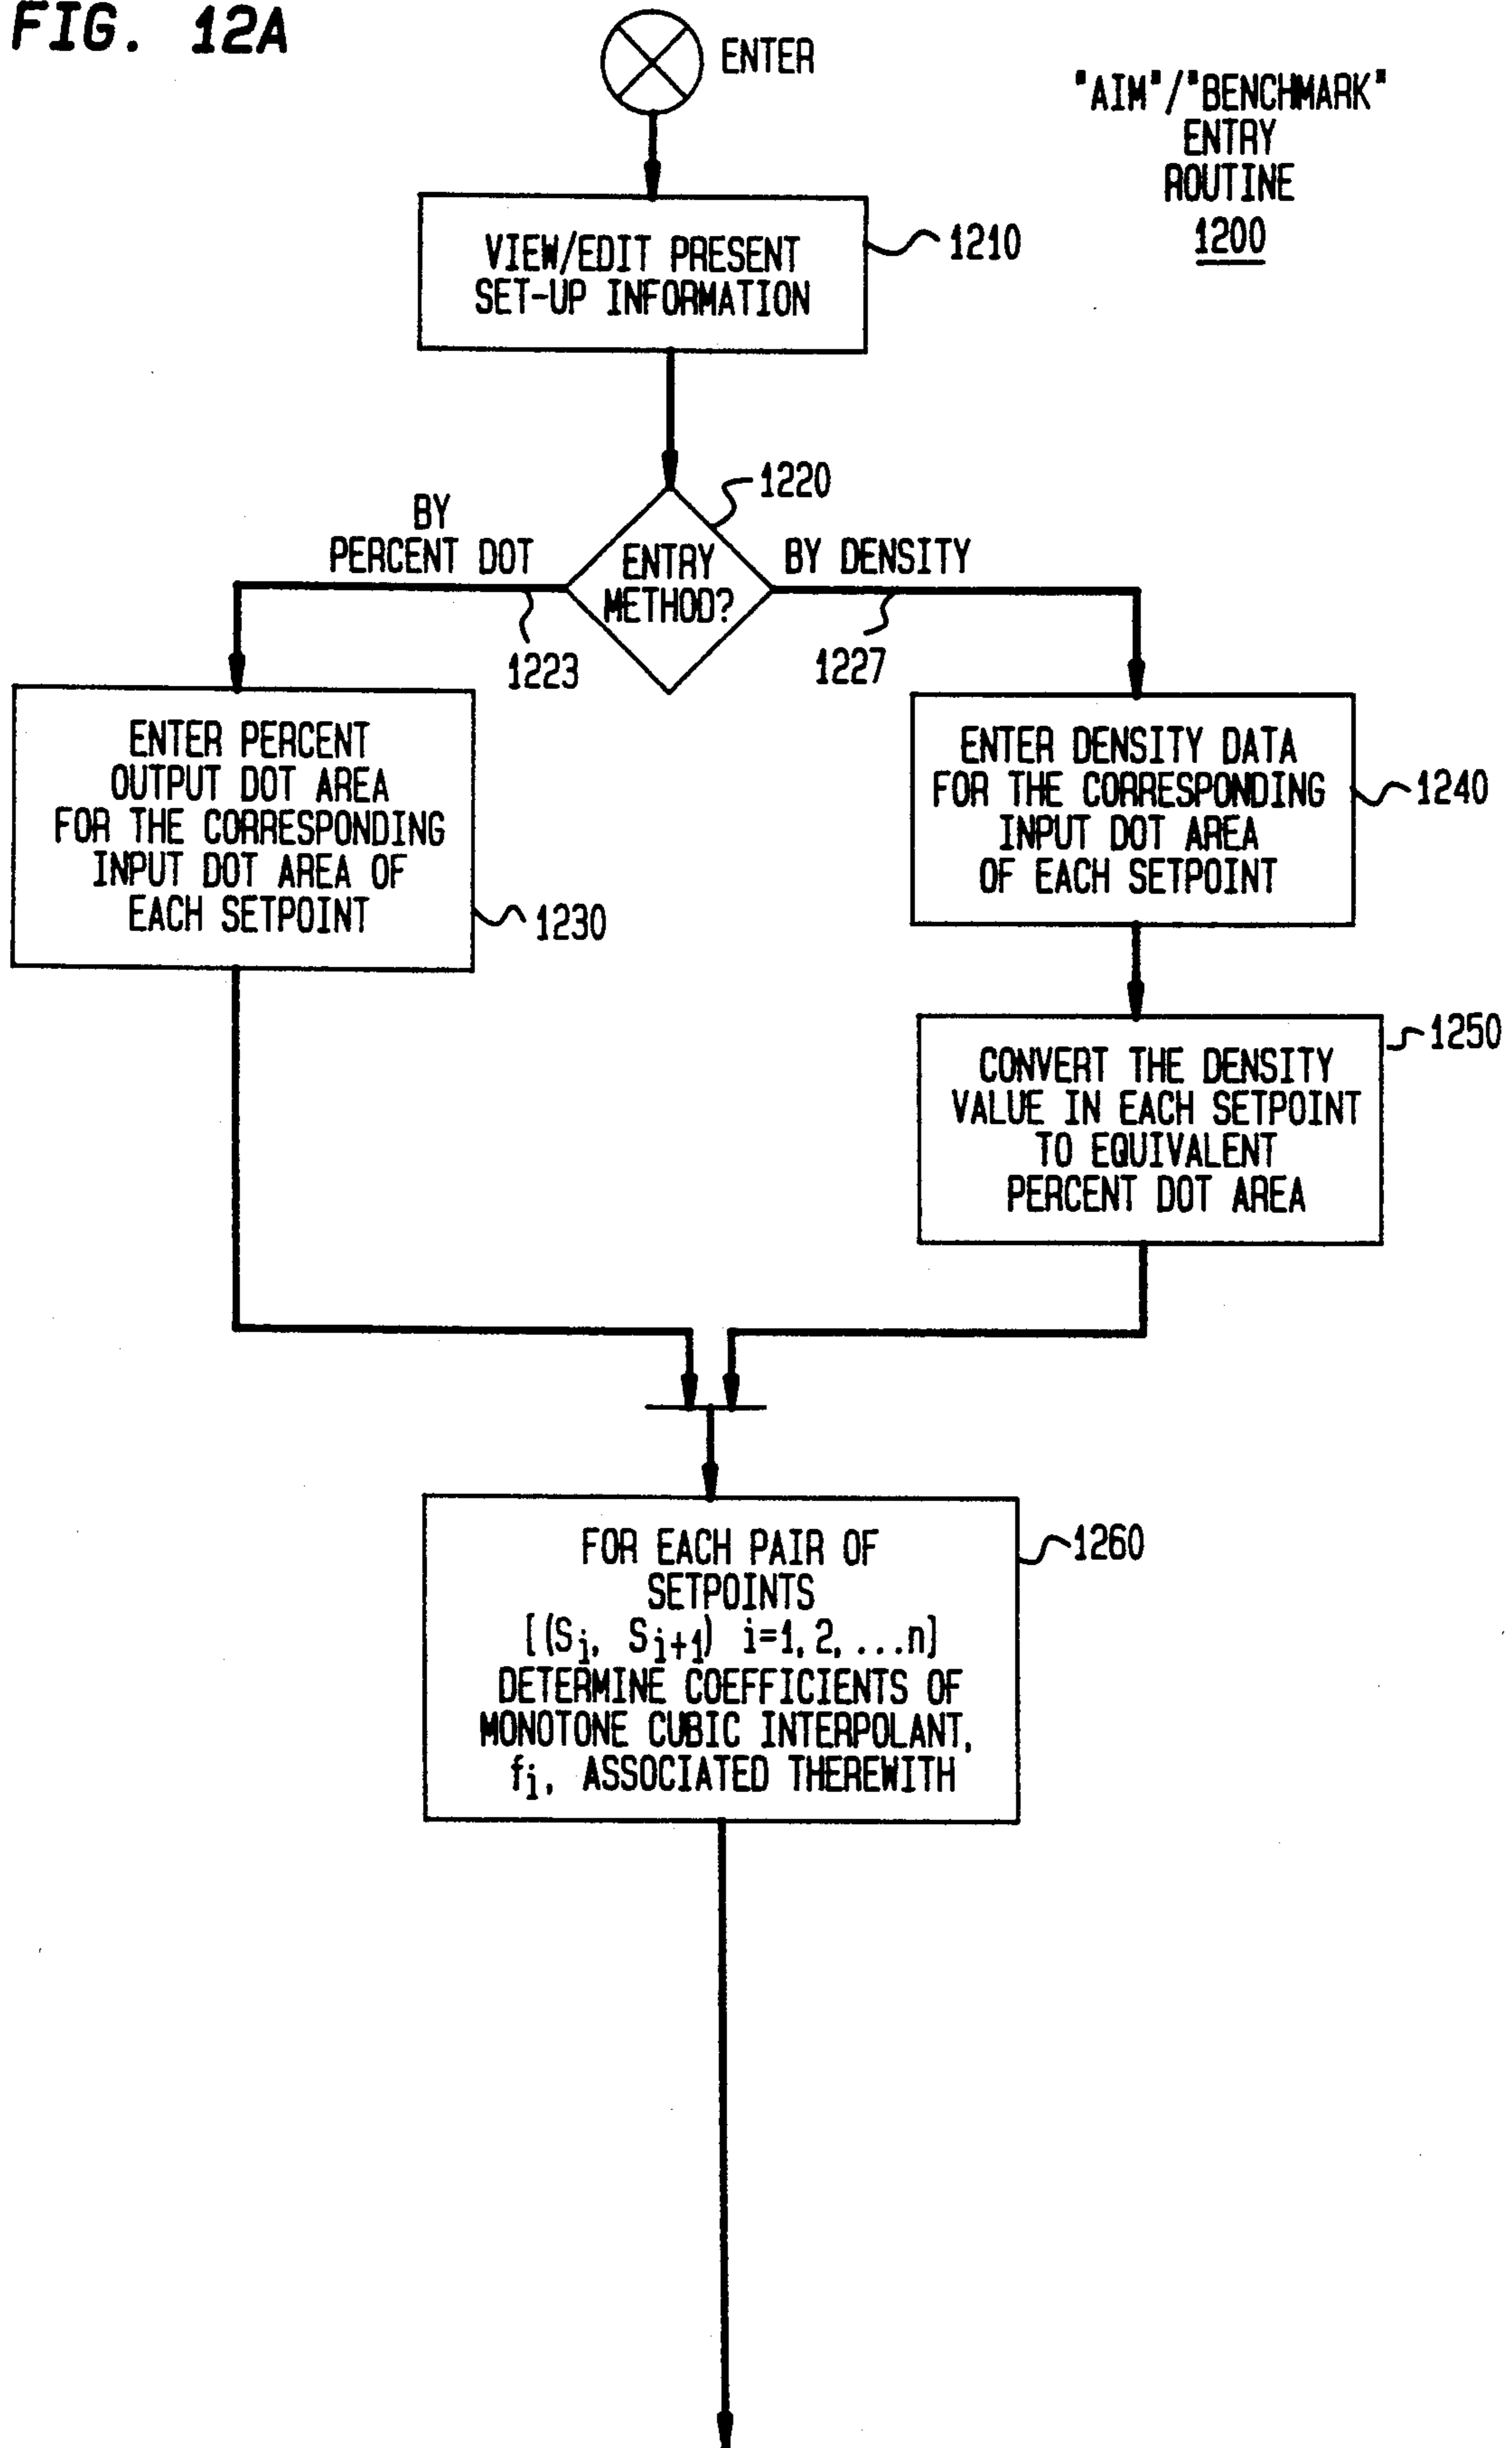 FIG. 12A
ENTER
"AIM"/"BENCHMARK"
ENTRY
ROUTINE
1200
VIEW/EDIT PRESENT
SET-UP INFORMATION
1210
1220
ENTRY
METHOD?
BY
PERCENT DOT
1223
BY DENSITY
1227
ENTER PERCENT
OUTPUT DOT AREA
FOR THE CORRESPONDING
INPUT DOT AREA OF
EACH SETPOINT
1230
ENTER DENSITY DATA
FOR THE CORRESPONDING
INPUT DOT AREA
OF EACH SETPOINT
1240
CONVERT THE DENSITY
VALUE IN EACH SETPOINT
TO EQUIVALENT
PERCENT DOT AREA
1250
FOR EACH PAIR OF
SETPOINTS
[(Si, Si+1) i=1, 2, ...n]
DETERMINE COEFFICIENTS OF
MONOTONE CUBIC INTERPOLANT,
fi, ASSOCIATED THEREWITH
1260